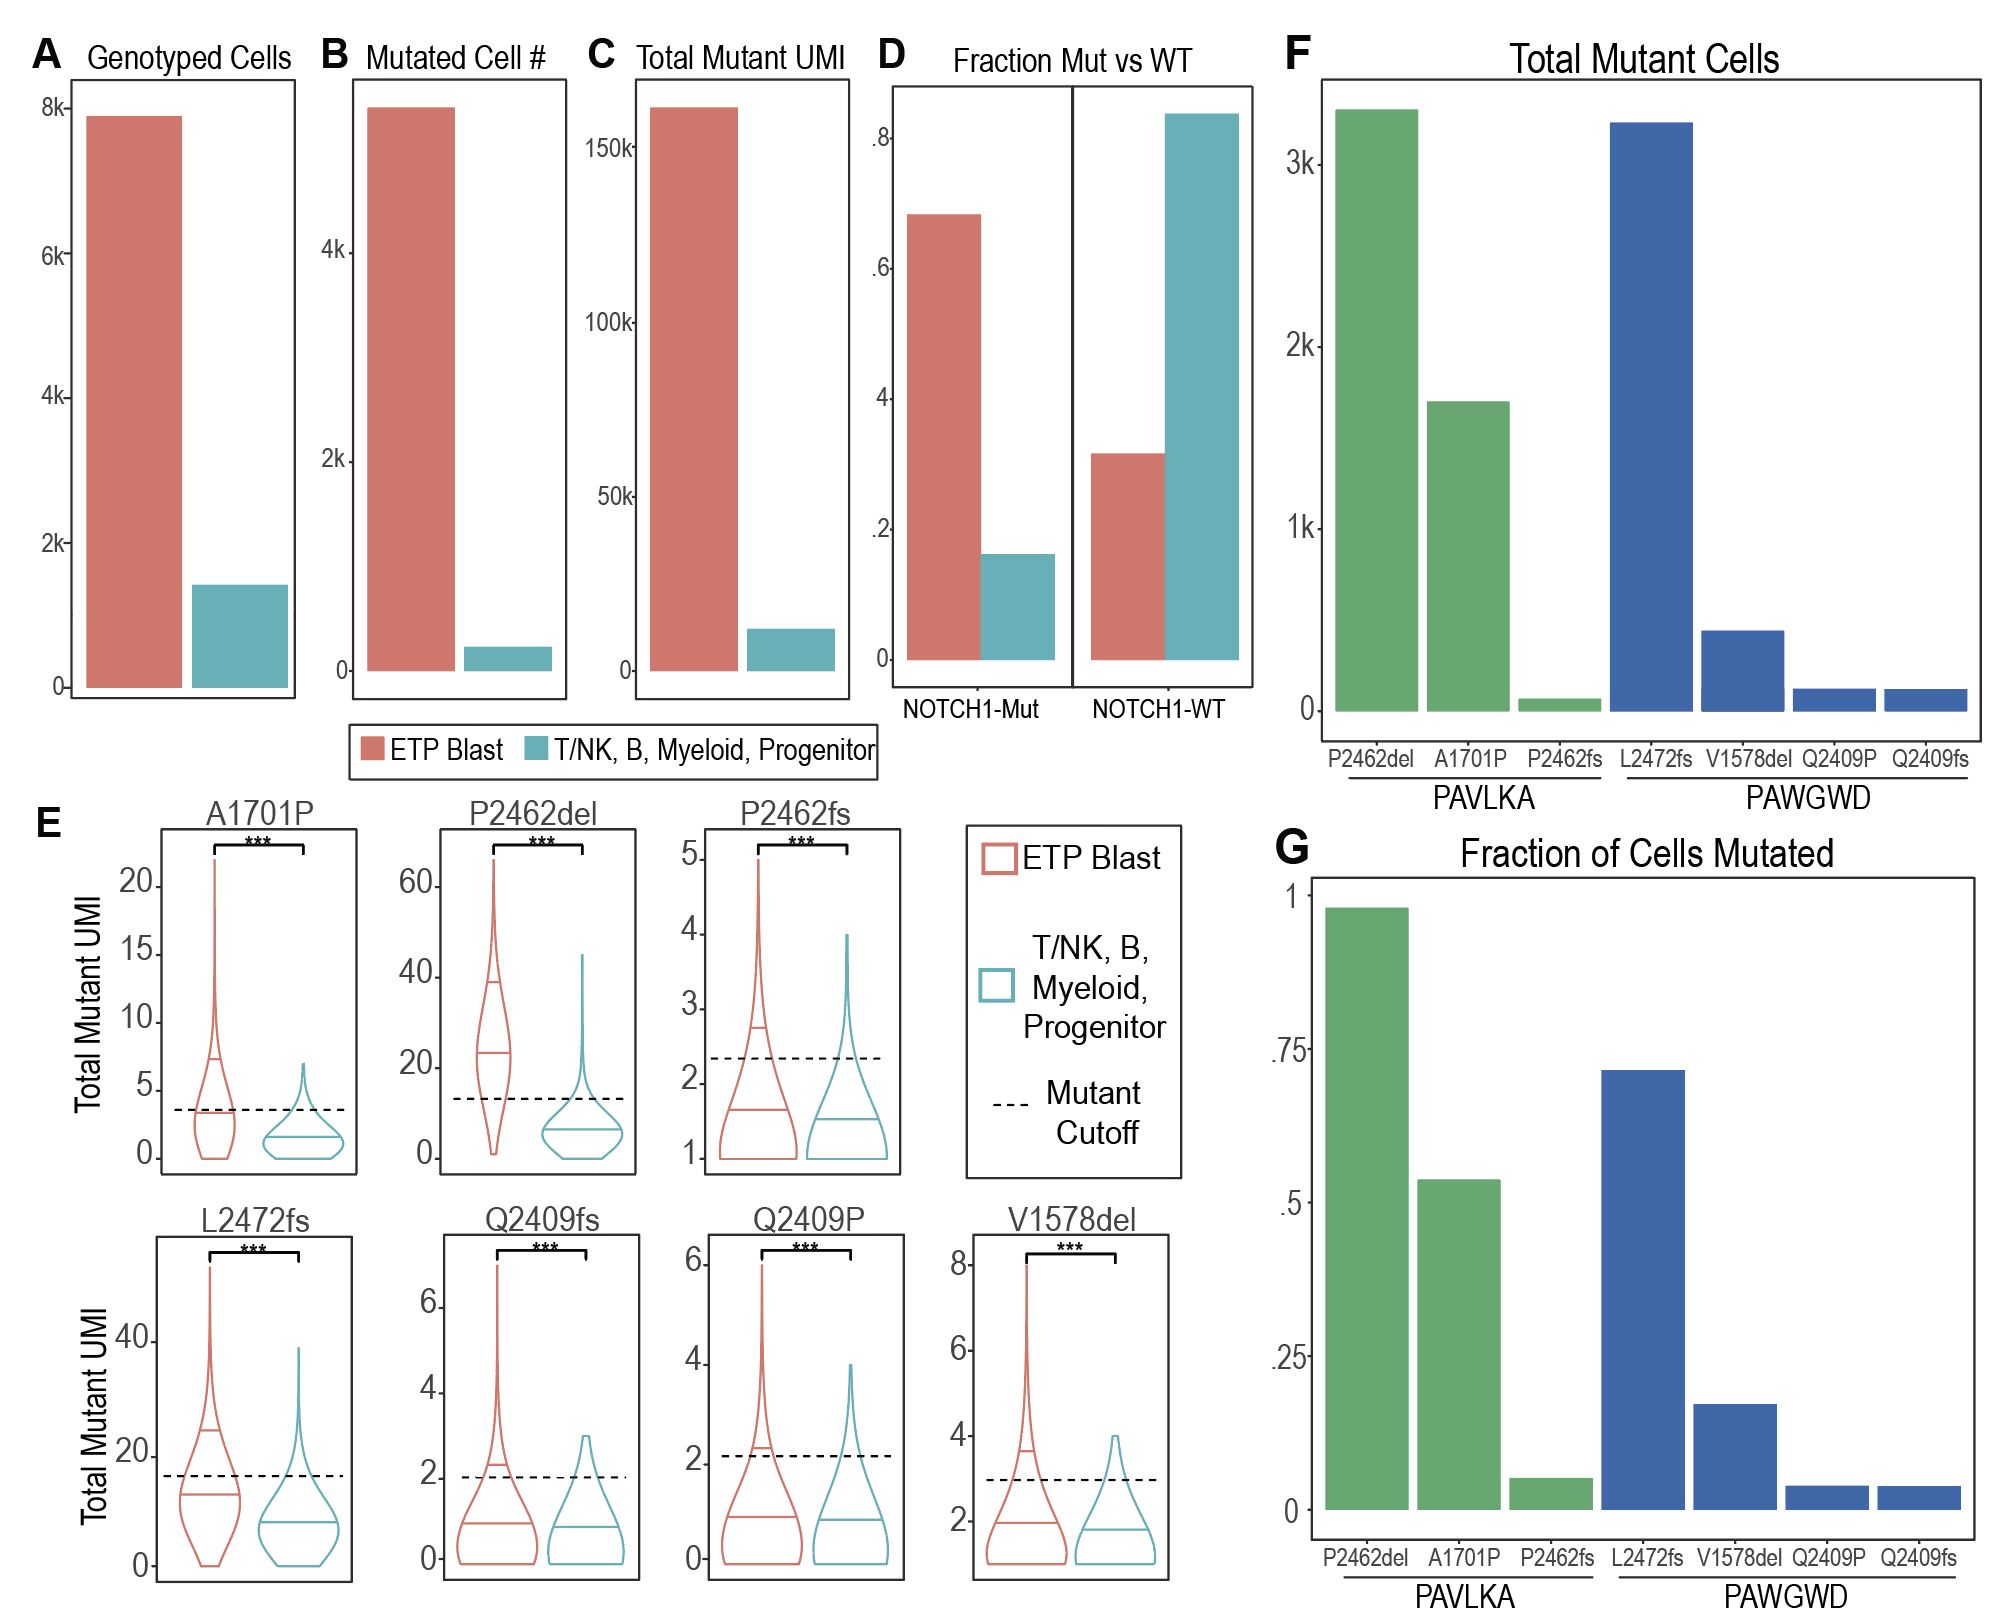 A Genotyped Cells
8k
6k
4k
2k
0
B Mutated Cell #
4k
2k
0
C Total Mutant UMI
150k
100k
50k
0
D Fraction Mut vs WT
.8
.6
.4
.2
0
NOTCH1-Mut NOTCH1-WT
ETP Blast T/NK, B, Myeloid, Progenitor
E
A1701P
***
Total Mutant UMI
20
15
10
5
0
P2462del
***
60
40
20
0
P2462fs
***
5
4
3
2
1
ETP Blast
T/NK, B,
Myeloid,
Progenitor
Mutant
Cutoff
L2472fs
***
Total Mutant UMI
40
20
0
Q2409fs
***
6
4
2
0
Q2409P
***
6
4
2
0
V1578del
***
8
6
4
2
F Total Mutant Cells
3k
2k
1k
0
P2462del A1701P P2462fs L2472fs V1578del Q2409P Q2409fs
PAVLKA PAWGWD
G Fraction of Cells Mutated
1
.75
.5
.25
0
P2462del A1701P P2462fs L2472fs V1578del Q2409P Q2409fs
PAVLKA PAWGWD